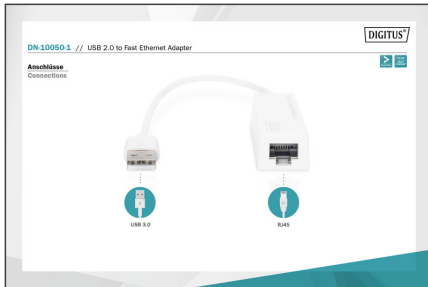 DIGITUS®
DN-10050-1 // USB 2.0 to Fast Ethernet Adapter
Anschlüsse
Connections
USB 3.0
RJ45